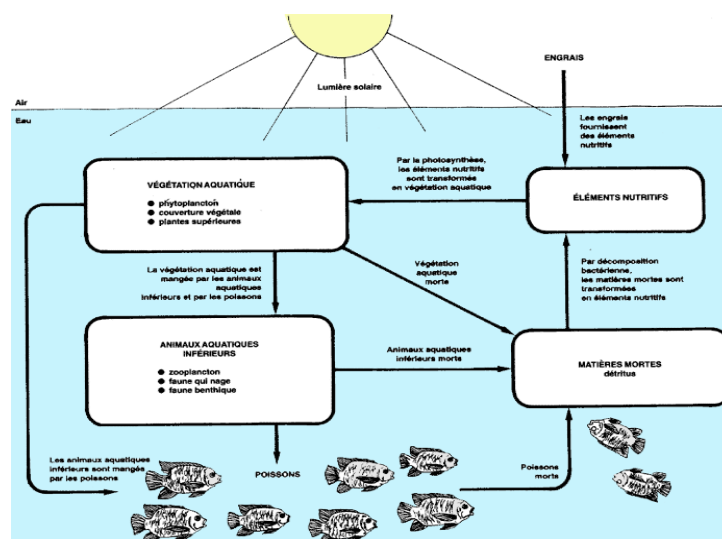 Lumière solaire
ENGRAIS
Air
Eau
Les engrais
fournissent
des éléments
nutritifs
Par la photosynthèse,
les éléments nutritifs
sont transformés
en végétation aquatique
VÉGÉTATION AQUATIQUE
● phytoplancton
● couverture végétale
● plantes supérieures
ÉLÉMENTS NUTRITIFS
La végétation aquatique est
mangée par les animaux
aquatiques
inférieurs et par les poissons
Végétation
aquatique
morte
Par décomposition
bactérienne,
les matières mortes sont
transformées
en éléments nutritifs
ANIMAUX AQUATIQUES
INFÉRIEURS
● zooplancton
● faune qui nage
● faune benthique
Animaux aquatiques
inférieurs morts
MATIÈRES MORTES
détritus
Les animaux aquatiques
inférieurs sont mangés
par les poissons
POISSONS
Poissons
morts